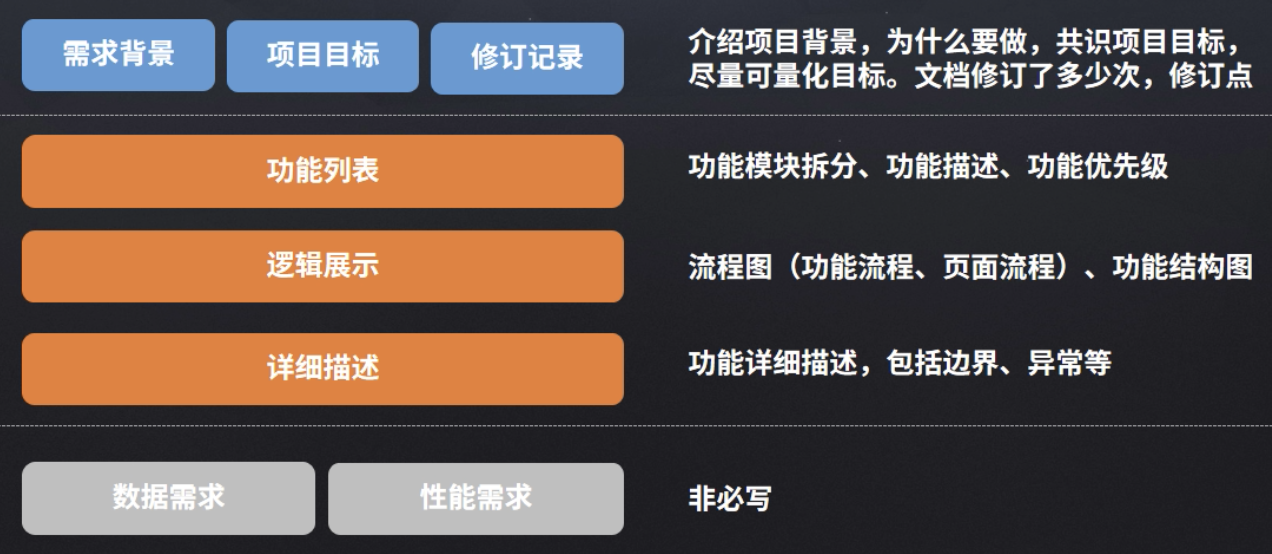 需求背景
项目目标
修订记录
介绍项目背景，为什么要做，共识项目目标，
尽量可量化目标。文档修订了多少次，修订点
功能列表
功能模块拆分、功能描述、功能优先级
逻辑展示
流程图（功能流程、页面流程）、功能结构图
详细描述
功能详细描述，包括边界、异常等
数据需求
性能需求
非必写